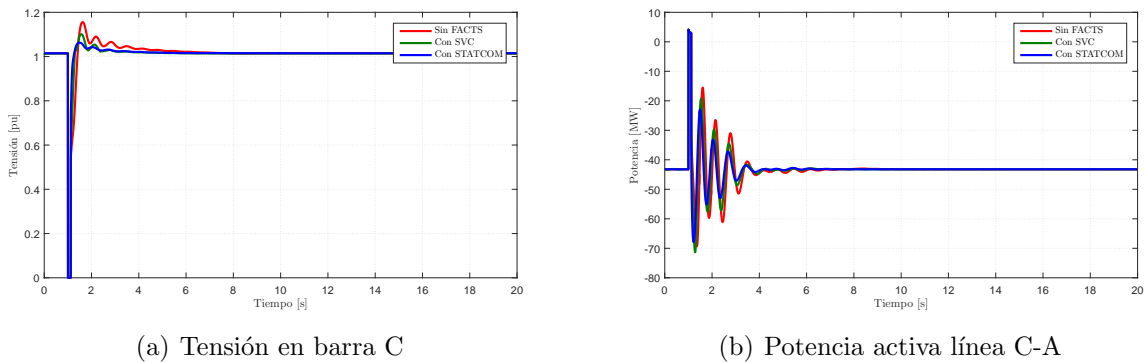 1.2
1
0.8
0.6
0.4
0.2
0
Tensión [pu]
Sin FACTS
Con SVC
Con STATCOM
0 2 4 6 8 10 12 14 16 18 20
Tiempo [s]
(a) Tensión en barra C
10
0
-10
-20
-30
-40
-50
-60
-70
-80
Potencia [MW]
Sin FACTS
Con SVC
Con STATCOM
0 2 4 6 8 10 12 14 16 18 20
Tiempo [s]
(b) Potencia activa línea C-A